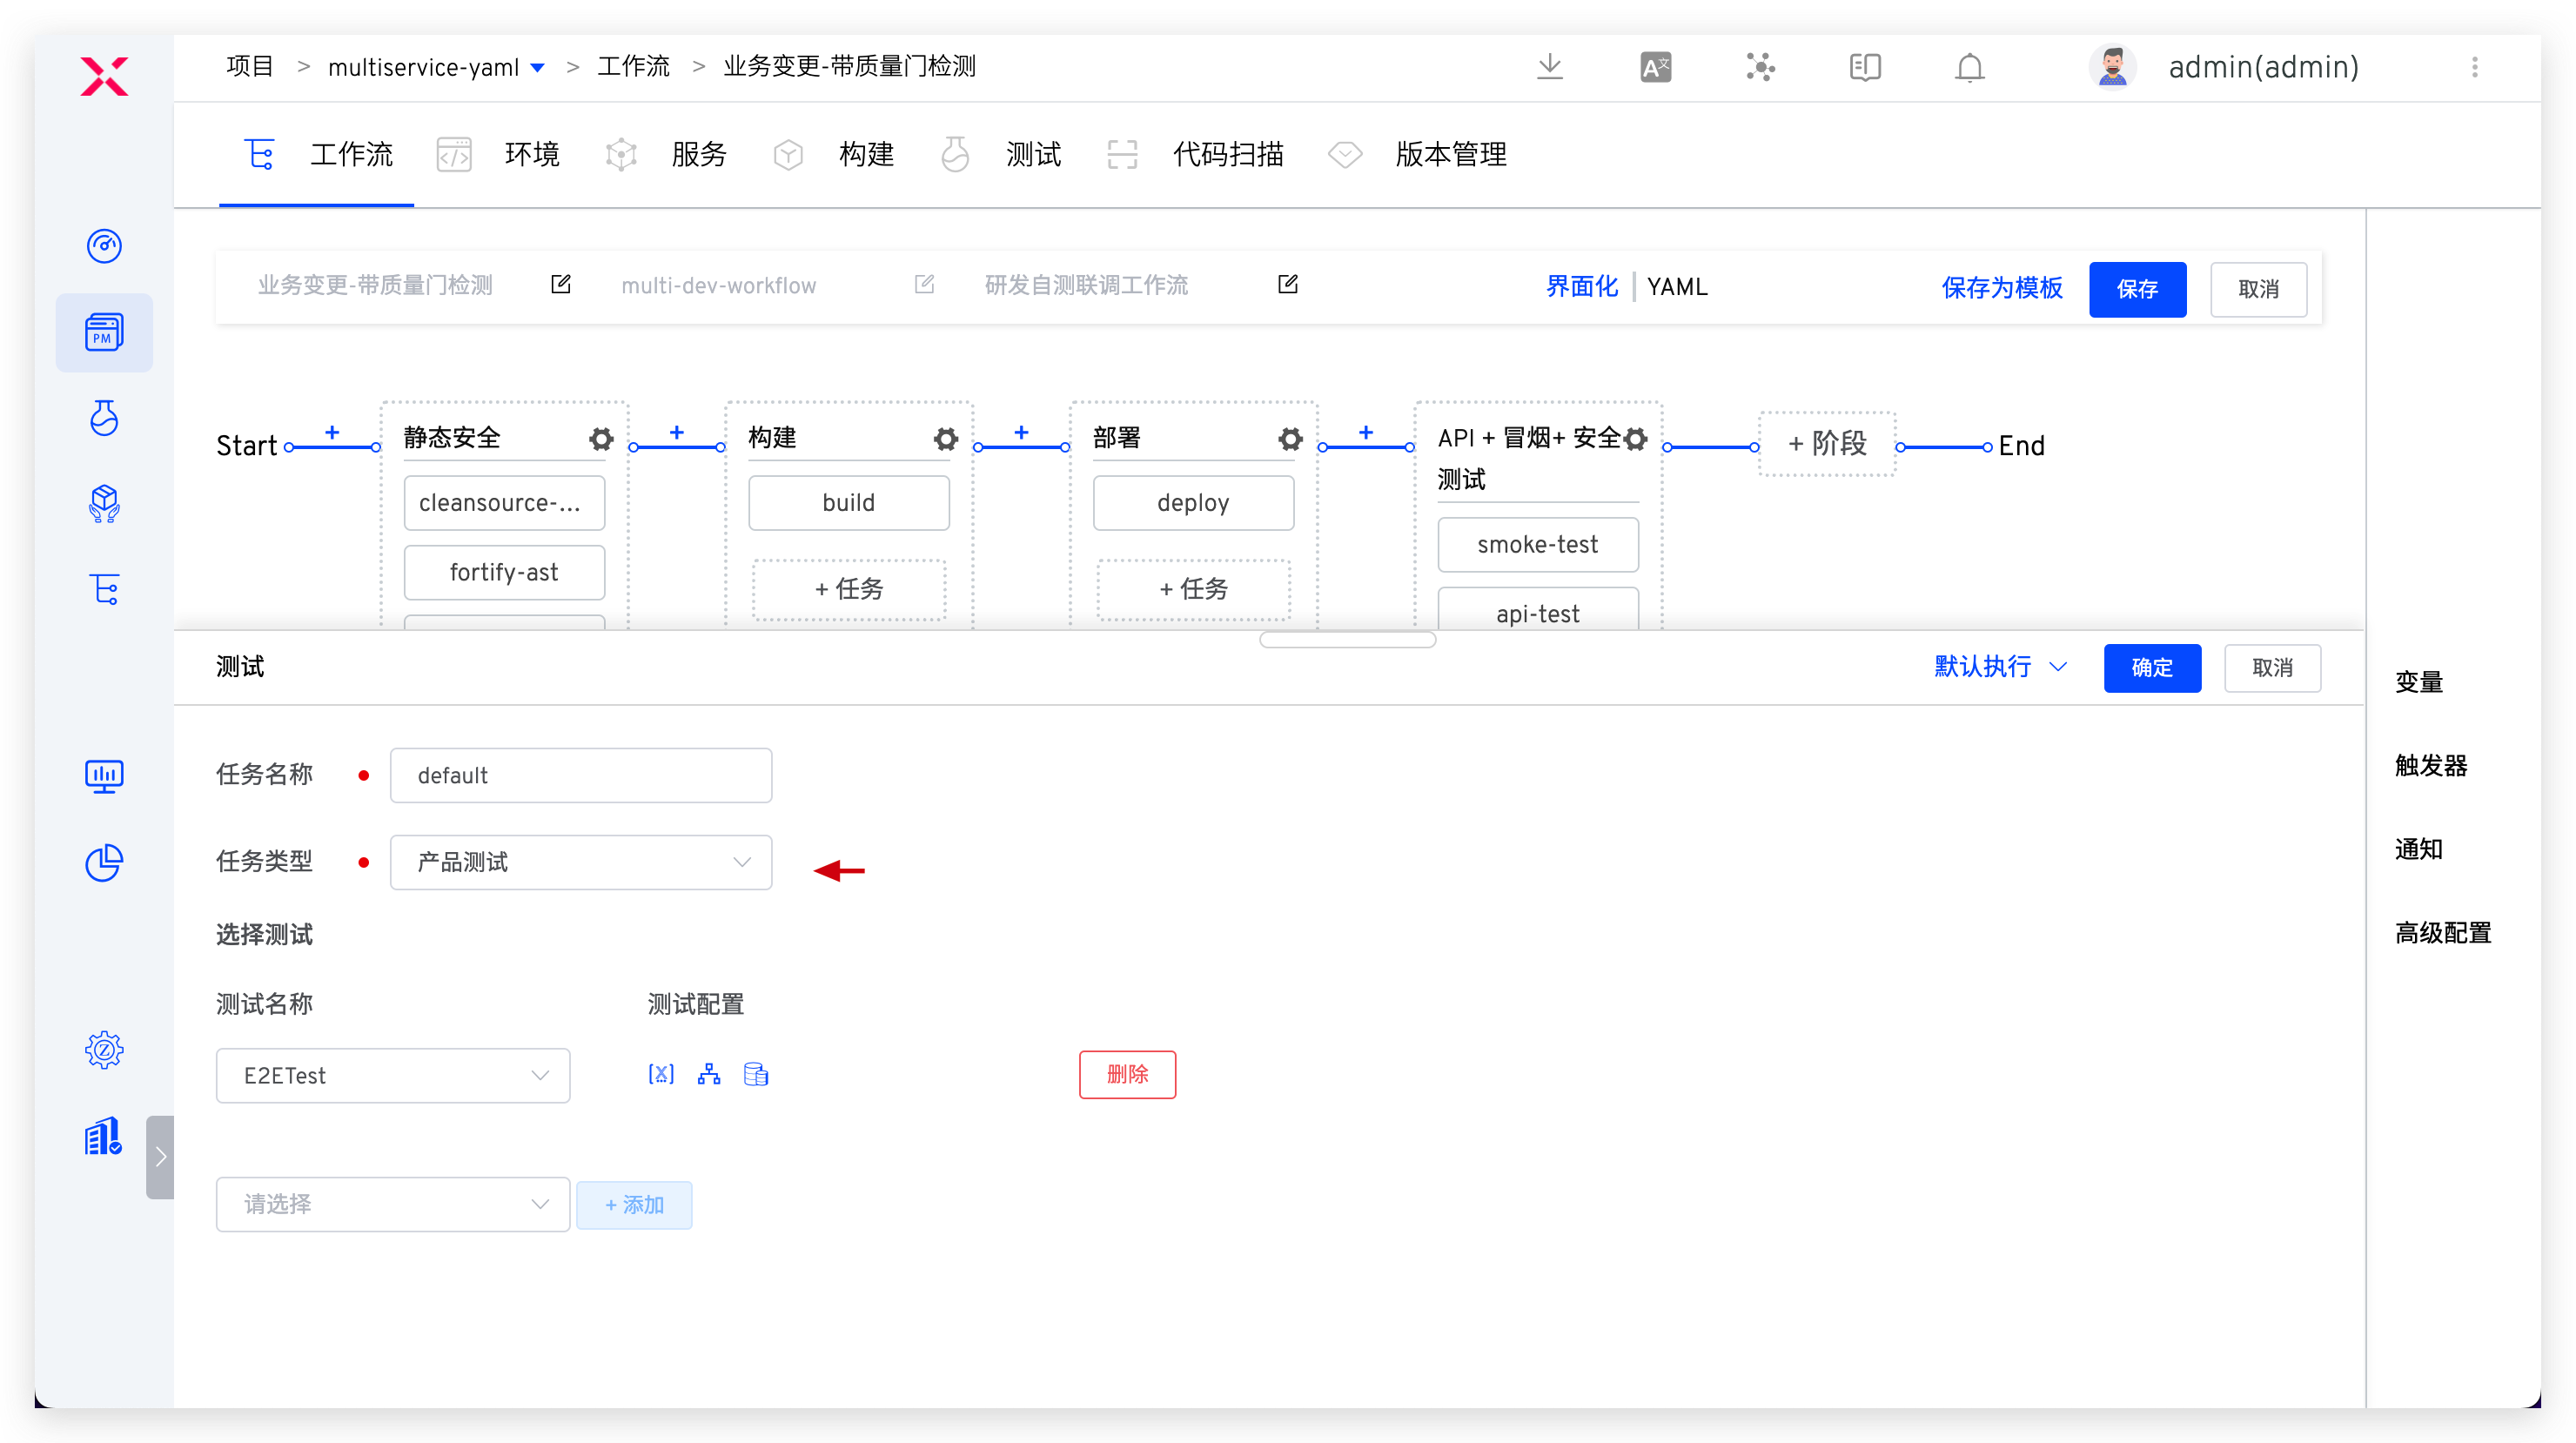 项目 > multiservice-yaml > 工作流 > 业务变更-带质量门检测
admin(admin)
工作流 环境 服务 构建 测试 代码扫描 版本管理
PM
业务变更-带质量门检测 multi-dev-workflow 研发自测联调工作流 界面化 | YAML 保存为模板 保存 取消
Start + 静态安全 + 构建 + 部署 + API + 冒烟+ 安全 + 阶段 End
测试
cleansource-... build deploy
smoke-test
fortify-ast + 任务 + 任务
api-test
测试 默认执行 确定 取消
变量
触发器
通知
高级配置
任务名称 default
任务类型 产品测试
选择测试
测试名称 测试配置
E2ETest 删除
请选择 + 添加